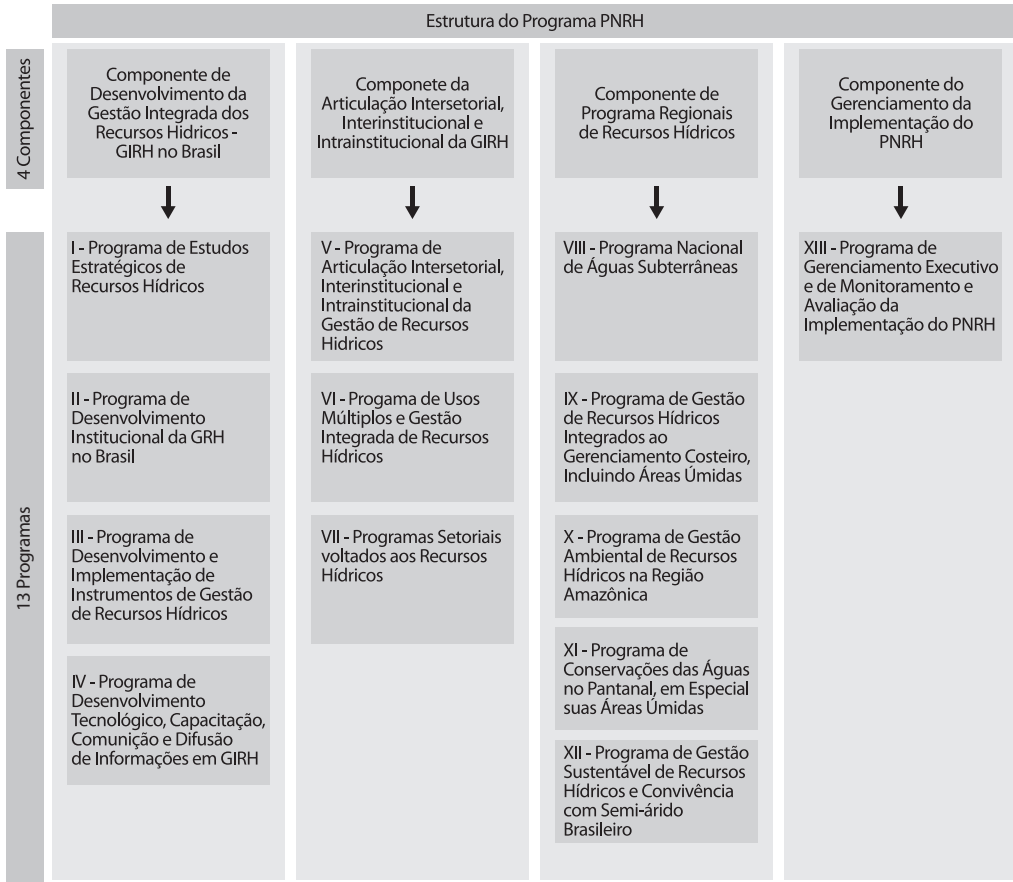 Estrutura do Programa PNRH
4 Componentes
Componente de
Desenvolvimento da
Gestão Integrada dos
Recursos Hidricos -
GIRH no Brasil
Componete da
Articulação Intersetorial,
Interinstitucional e
Intrainstitucional da GIRH
Componente de
Programa Regionais
de Recursos Hídricos
Componente do
Gerenciamento da
Implementação do
PNRH
13 Programas
I - Programa de Estudos
Estratégicos de
Recursos Hídricos
II - Programa de
Desenvolvimento
Institucional da GRH
no Brasil
III - Programa de
Desenvolvimento e
Implementação de
Instrumentos de Gestão
de Recursos Hídricos
IV - Programa de
Desenvolvimento
Tecnológico, Capacitação,
Comunição e Difusão
de Informações em GIRH
V - Programa de
Articulação Intersetorial,
Interinstitucional e
Intrainstitucional da
Gestão de Recursos
Hidricos
VI - Progama de Usos
Múltiplos e Gestão
Integrada de Recursos
Hídricos
VII - Programas Setoriais
voltados aos Recursos
Hídricos
VIII - Programa Nacional
de Águas Subterrâneas
IX - Programa de Gestão
de Recursos Hídricos
Integrados ao
Gerenciamento Costeiro,
Incluindo Áreas Úmidas
X - Programa de Gestão
Ambiental de Recursos
Hídricos na Região
Amazônica
XI - Programa de
Conservações das Águas
no Pantanal, em Especial
suas Áreas Úmidas
XII - Programa de Gestão
Sustentável de Recursos
Hídricos e Convivência
com Semi-árido
Brasileiro
XIII - Programa de
Gerenciamento Executivo
e de Monitoramento e
Avaliação da
Implementação do PNRH